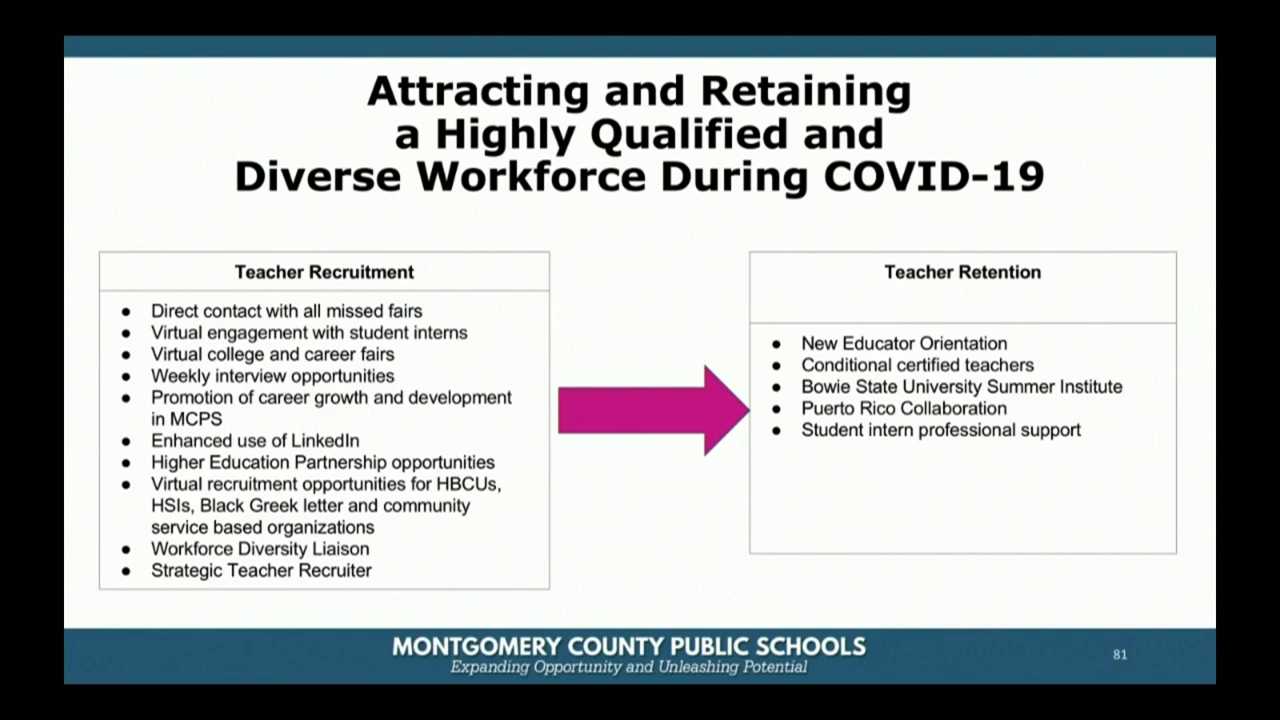 Attracting and Retaining
a Highly Qualified and
Diverse Workforce During COVID-19
Teacher Recruitment
● Direct contact with all missed fairs
● Virtual engagement with student interns
● Virtual college and career fairs
● Weekly interview opportunities
● Promotion of career growth and development
in MCPS
● Enhanced use of LinkedIn
● Higher Education Partnership opportunities
● Virtual recruitment opportunities for HBCUs,
HSIs, Black Greek letter and community
service based organizations
● Workforce Diversity Liaison
● Strategic Teacher Recruiter
Teacher Retention
● New Educator Orientation
● Conditional certified teachers
● Bowie State University Summer Institute
● Puerto Rico Collaboration
● Student intern professional support
MONTGOMERY COUNTY PUBLIC SCHOOLS
Expanding Opportunity and Unleashing Potential
81